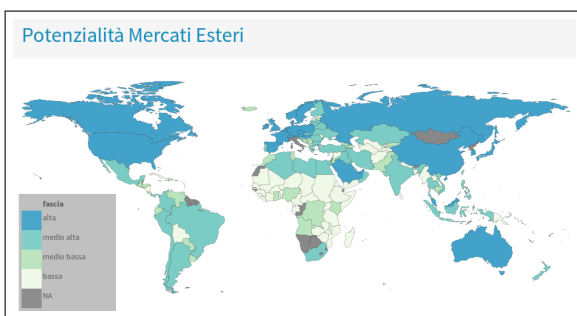 Potenzialità Mercati Esteri
fascia
alta
medio alta
medio bassa
bassa
NA